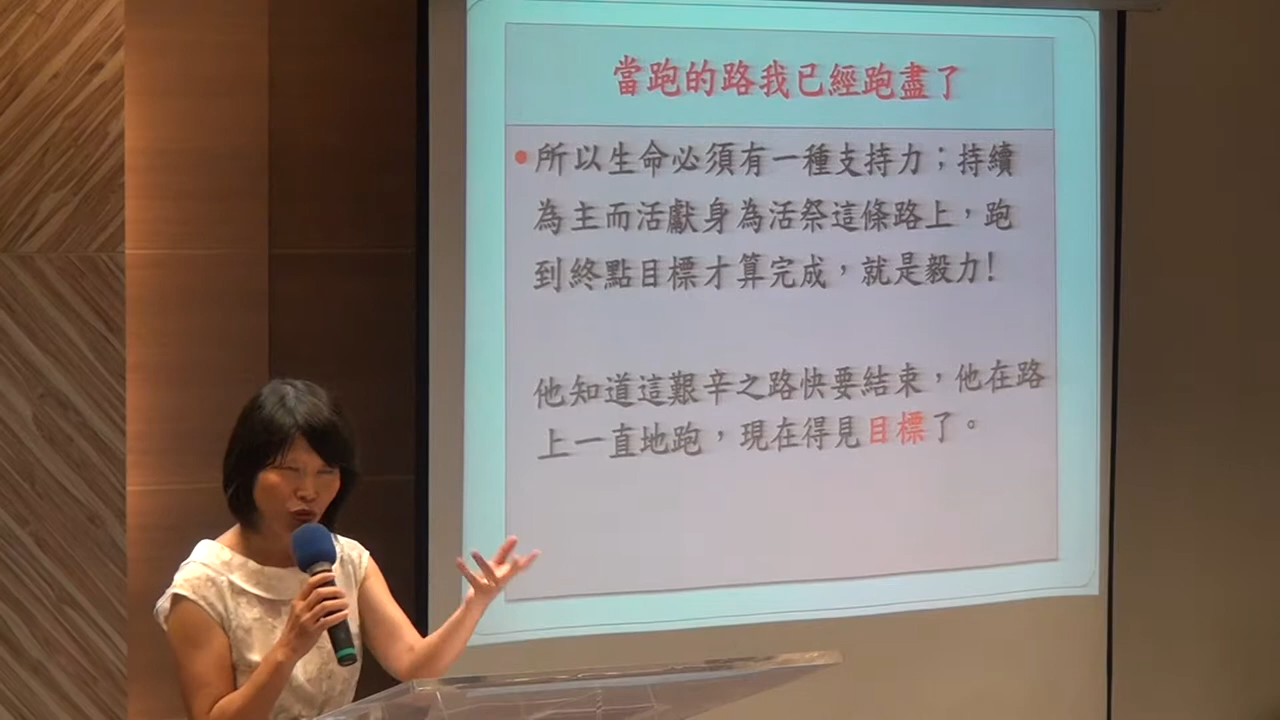 當跑的路我已經跑盡了
•所以生命必須有一種支持力；持續
為主而活獻身為活祭這條路上，跑
到終點目標才算完成，就是毅力！
他知道這艱辛之路快要結束，他在路
上一直地跑，現在得見目標了。